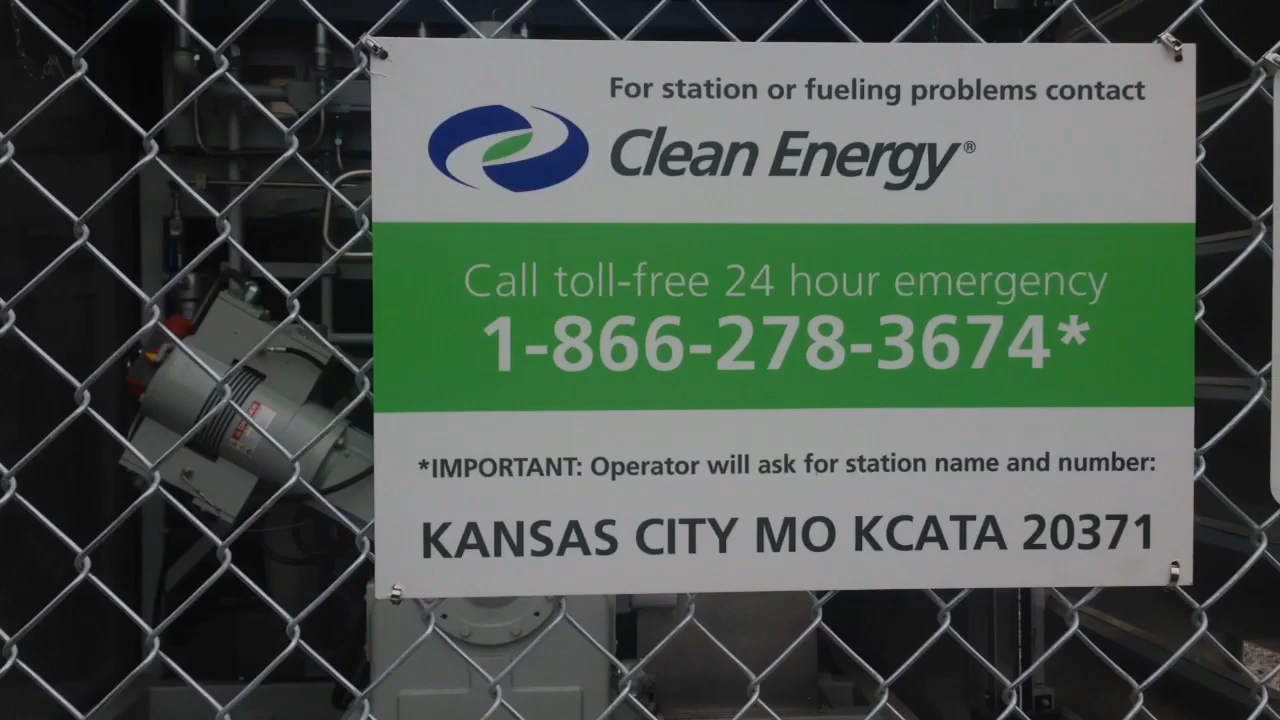 For station or fueling problems contact
Clean Energy®
Call toll-free 24 hour emergency
1-866-278-3674*
*IMPORTANT: Operator will ask for station name and number:
KANSAS CITY MO KCATA 20371